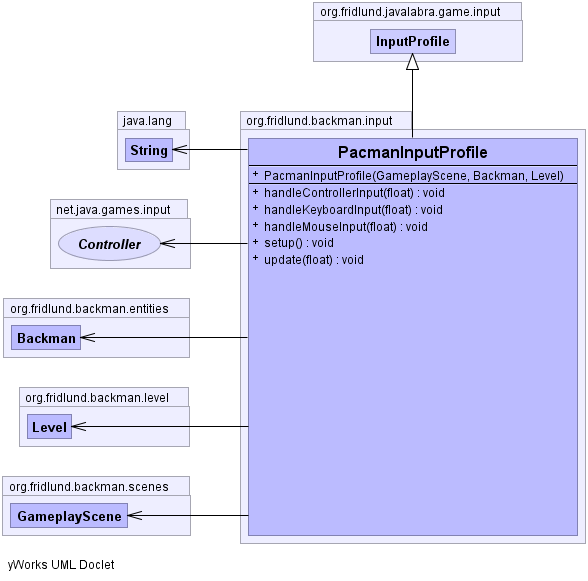 org.fridlund.javalabra.game.input
InputProfile
java.lang
String
org.fridlund.backman.input
PacmanInputProfile
+ PacmanInputProfile(GameplayScene, Backman, Level)
+ handleControllerInput(float) : void
+ handleKeyboardInput(float) : void
+ handleMouseInput(float) : void
+ setup() : void
+ update(float) : void
net.java.games.input
Controller
org.fridlund.backman.entities
Backman
org.fridlund.backman.level
Level
org.fridlund.backman.scenes
GameplayScene
yWorks UML Doclet